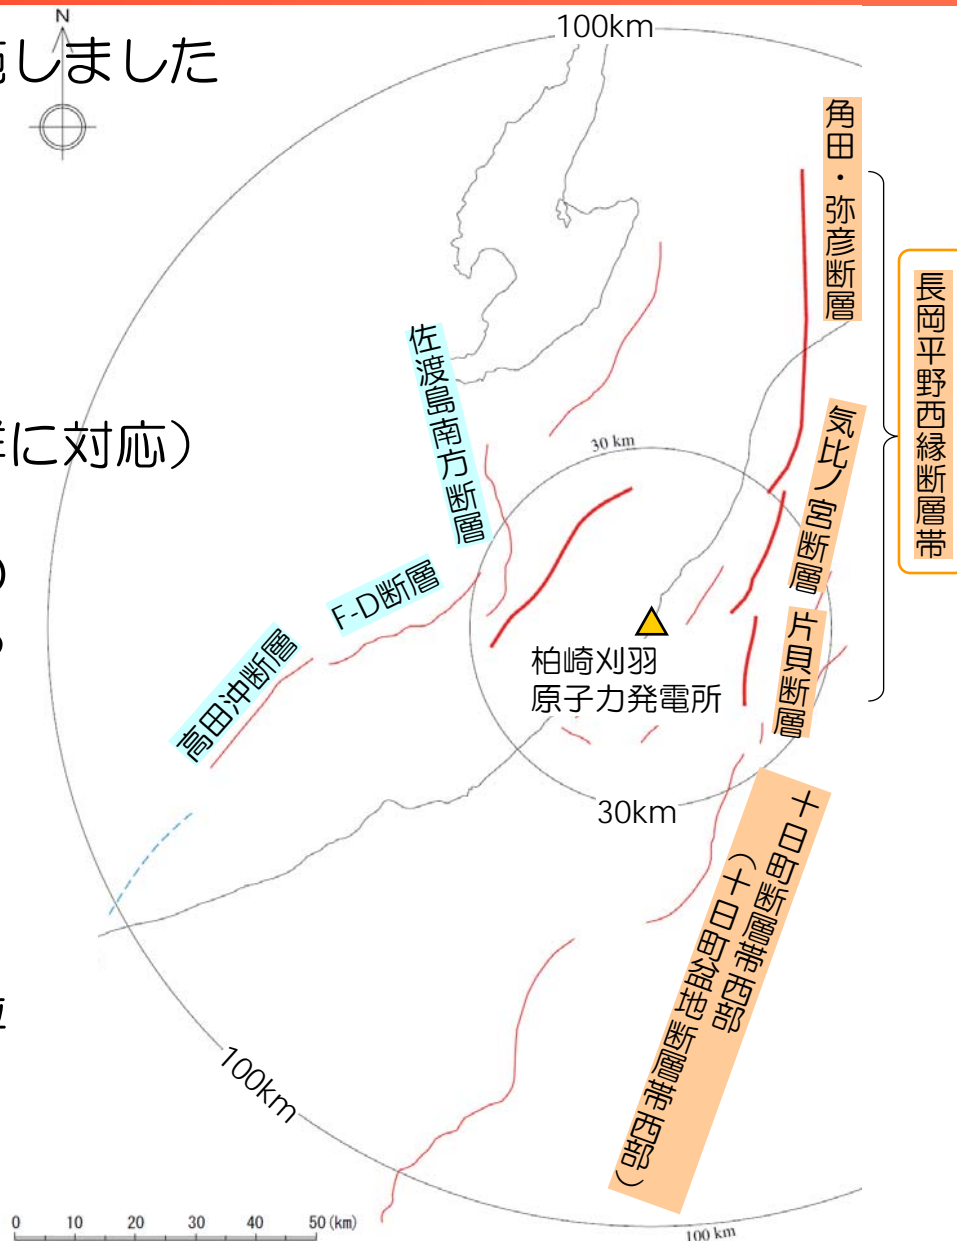 施しました
N
100km
角田・弥彦断層
長岡平野西縁断層帯
佐渡島南方断層
群に対応）
30 km
気比ノ宮断層
F-D断層
片貝断層
高田沖断層
柏崎刈羽
原子力発電所
30km
十日町断層帯西部
（十日町盆地断層帯西部）
100km
0 10 20 30 40 50 (km)
100 km